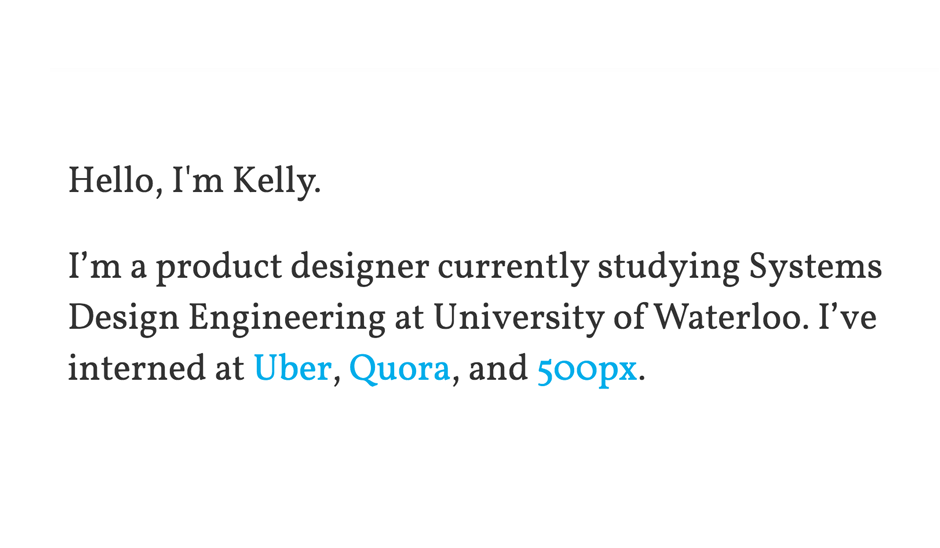 Hello, I'm Kelly.
I’m a product designer currently studying Systems
Design Engineering at University of Waterloo. I’ve
interned at Uber, Quora, and 500px.